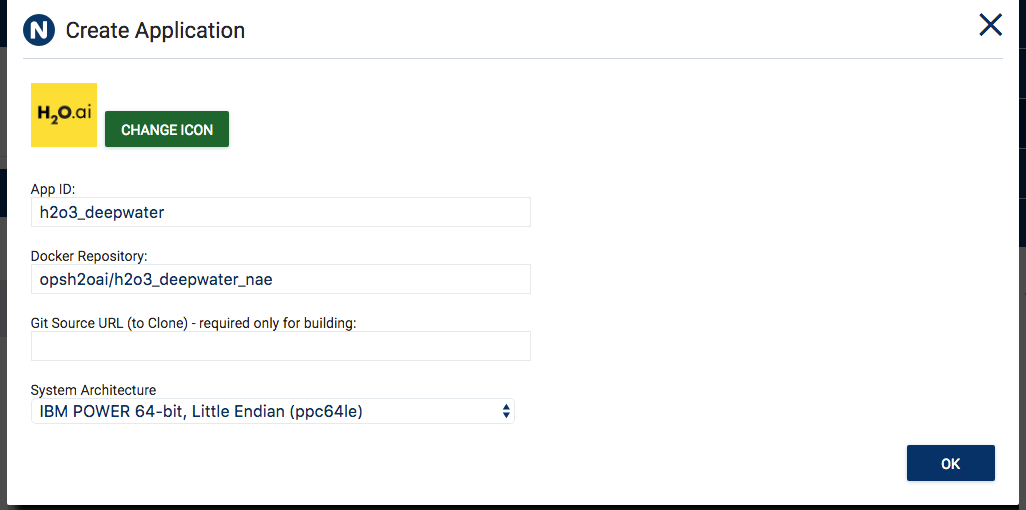 N Create Application
H2O.ai
CHANGE ICON
App ID:
h2o3_deepwater
Docker Repository:
opsh2oai/h2o3_deepwater_nae
Git Source URL (to Clone) - required only for building:
System Architecture
IBM POWER 64-bit, Little Endian (ppc64le)
OK